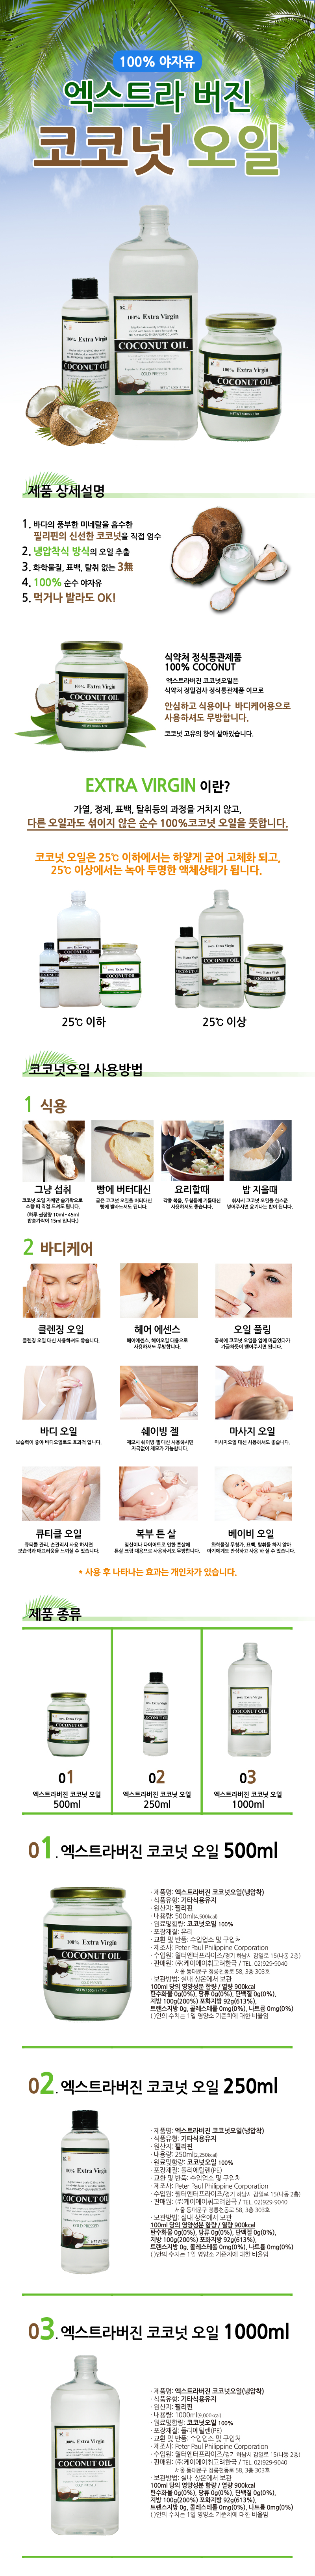 100% 야자유
엑스트라 버진
코코넛 오일
100% Extra Virgin
COCONUT OIL
COLD PRESSED
100% Extra Virgin
COCONUT OIL
100% Extra Virgin
COCONUT OIL
제품 상세설명
1. 바다의 풍부한 미네랄을 흡수한
필리핀의 신선한 코코넛을 직접 엄수
2. 냉압착식 방식의 오일 추출
3. 화학물질, 표백, 탈취 없는 3無
4. 100% 순수 야자유
5. 먹거나 발라도 OK!
100% Extra Virgin
COCONUT OIL
식약처 정식통관제품
100% COCONUT
엑스트라버진 코코넛오일은
식약처 정밀검사 정식통관제품 이므로
안심하고 식용이나 바디케어용으로
사용하셔도 무방합니다.
코코넛 고유의 향이 살아있습니다.
EXTRA VIRGIN 이란?
가열, 정제, 표백, 탈취등의 과정을 거치지 않고,
다른 오일과도 섞이지 않은 순수 100%코코넛 오일을 뜻합니다.
코코넛 오일은 25℃ 이하에서는 하얗게 굳어 고체화 되고,
25℃ 이상에서는 녹아 투명한 액체상태가 됩니다.
25℃ 이하
25℃ 이상
코코넛오일 사용방법
1 식용
그냥 섭취
코코넛 오일 자체만 숟가락으로
소량 떠 직접 드셔도 됩니다.
(하루 권장량 10ml - 45ml
밥숟가락이 15ml 입니다.)
빵에 버터대신
굳은 코코넛 오일을 버터대신
빵에 발라드셔도 됩니다.
요리할때
각종 볶음, 무침등에 기름대신
사용하셔도 좋습니다.
밥 지을때
취사시 코코넛 오일을 한스푼
넣어주시면 윤기나는 밥이 됩니다.
2 바디케어
클렌징 오일
클렌징 오일 대신 사용하셔도 좋습니다.
헤어 에센스
헤어에센스, 헤어오일 대용으로
사용하셔도 무방합니다.
오일 풀링
공복에 코코넛 오일을 입에 머금었다가
가글하듯이 뱉어주시면 됩니다.
바디 오일
보습력이 좋아 바디오일로도 효과적 입니다.
쉐이빙 젤
제모시 쉐이빙 젤 대신 사용하시면
자극없이 제모가 가능합니다.
마사지 오일
마사지오일 대신 사용하셔도 좋습니다.
큐티클 오일
큐티클 관리, 손관리시 사용 하시면
보습력과 매끄러움을 느끼실 수 있습니다.
복부 튼 살
임신이나 다이어트로 인한 튼살에
튼살 크림 대용으로 사용하셔도 무방합니다.
베이비 오일
화학물질 무첨가, 표백, 탈취를 하지 않아
아기에게도 안심하고 사용 하 실 수 있습니다.
* 사용 후 나타나는 효과는 개인차가 있습니다.
제품 종류
01
엑스트라버진 코코넛 오일
500ml
02
엑스트라버진 코코넛 오일
250ml
03
엑스트라버진 코코넛 오일
1000ml
01. 엑스트라버진 코코넛 오일 500ml
100% Extra Virgin
COCONUT OIL
· 제품명: 엑스트라버진 코코넛오일(냉압착)
· 식품유형: 기타식용유지
· 원산지: 필리핀
· 내용량: 500ml(4,500kcal)
· 원료및함량: 코코넛오일 100%
· 포장재질: 유리
· 교환 및 반품: 수입업소 및 구입처
· 제조사: Peter Paul Philippine Corporation
· 수입원: 월터엔터프라이즈/경기 하남시 감일로 15(나동 2층)
· 판매원: (주)케이에이취고려한국 / TEL. 02)929-9040
서울 동대문구 정릉천동로 58, 3층 303호
· 보관방법: 실내 상온에서 보관
100ml 당의 영양성분 함량 / 열량 900kcal
탄수화물 0g(0%), 당류 0g(0%), 단백질 0g(0%),
지방 100g(200%) 포화지방 92g(613%),
트랜스지방 0g, 콜레스테롤 0mg(0%), 나트륨 0mg(0%)
( )안의 수치는 1일 영양소 기준치에 대한 비율임
02. 엑스트라버진 코코넛 오일 250ml
100% Extra Virgin
COCONUT OIL
COLD PRESSED
· 제품명: 엑스트라버진 코코넛오일(냉압착)
· 식품유형: 기타식용유지
· 원산지: 필리핀
· 내용량: 250ml(2,250kcal)
· 원료및함량: 코코넛오일 100%
· 포장재질: 폴리에틸렌(PE)
· 교환 및 반품: 수입업소 및 구입처
· 제조사: Peter Paul Philippine Corporation
· 수입원: 월터엔터프라이즈/경기 하남시 감일로 15(나동 2층)
· 판매원: (주)케이에이취고려한국 / TEL. 02)929-9040
서울 동대문구 정릉천동로 58, 3층 303호
· 보관방법: 실내 상온에서 보관
100ml 당의 영양성분 함량 / 열량 900kcal
탄수화물 0g(0%), 당류 0g(0%), 단백질 0g(0%),
지방 100g(200%) 포화지방 92g(613%),
트랜스지방 0g, 콜레스테롤 0mg(0%), 나트륨 0mg(0%)
( )안의 수치는 1일 영양소 기준치에 대한 비율임
03. 엑스트라버진 코코넛 오일 1000ml
100% Extra Virgin
COCONUT OIL
· 제품명: 엑스트라버진 코코넛오일(냉압착)
· 식품유형: 기타식용유지
· 원산지: 필리핀
· 내용량: 1000ml(9,000kcal)
· 원료및함량: 코코넛오일 100%
· 포장재질: 폴리에틸렌(PE)
· 교환 및 반품: 수입업소 및 구입처
· 제조사: Peter Paul Philippine Corporation
· 수입원: 월터엔터프라이즈/경기 하남시 감일로 15(나동 2층)
· 판매원: (주)케이에이취고려한국 / TEL. 02)929-9040
서울 동대문구 정릉천동로 58, 3층 303호
· 보관방법: 실내 상온에서 보관
100ml 당의 영양성분 함량 / 열량 900kcal
탄수화물 0g(0%), 당류 0g(0%), 단백질 0g(0%),
지방 100g(200%) 포화지방 92g(613%),
트랜스지방 0g, 콜레스테롤 0mg(0%), 나트륨 0mg(0%)
( )안의 수치는 1일 영양소 기준치에 대한 비율임